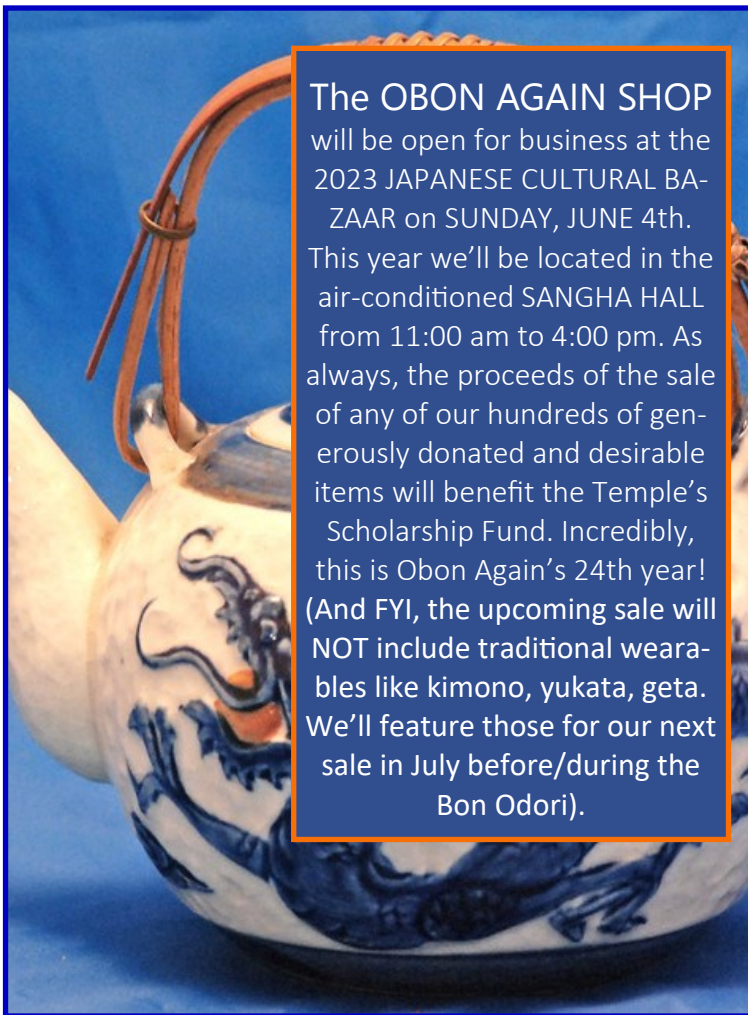 The OBON AGAIN SHOP
will be open for business at the
2023 JAPANESE CULTURAL BA-
ZAAR on SUNDAY, JUNE 4th.
This year we’ll be located in the
air-conditioned SANGHA HALL
from 11:00 am to 4:00 pm. As
always, the proceeds of the sale
of any of our hundreds of gen-
erously donated and desirable
items will benefit the Temple’s
Scholarship Fund. Incredibly,
this is Obon Again’s 24th year!
(And FYI, the upcoming sale will
NOT include traditional weara-
bles like kimono, yukata, geta.
We’ll feature those for our next
sale in July before/during the
Bon Odori).